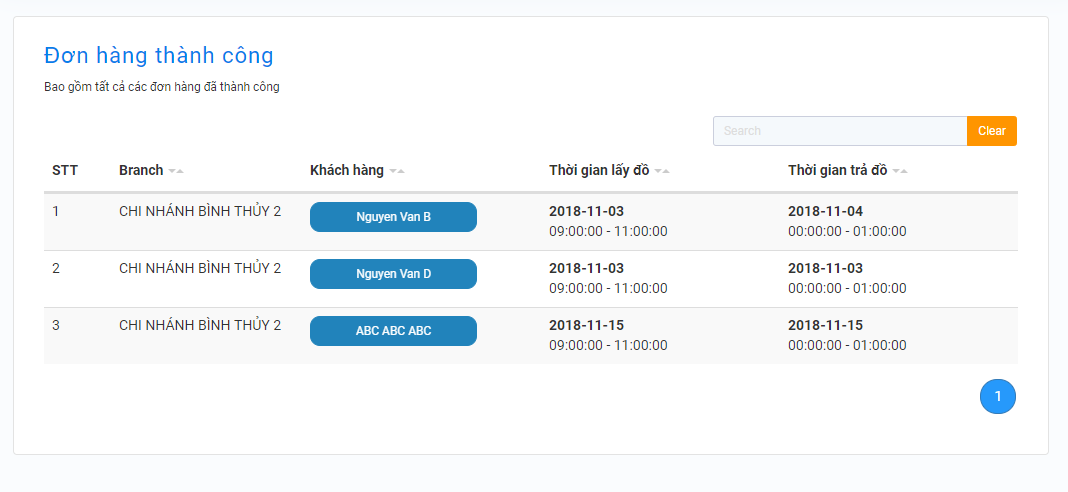 Đơn hàng thành công
Bao gồm tất cả các đơn hàng đã thành công
Search Clear
STT Branch Khách hàng Thời gian lấy đồ Thời gian trả đồ
1 CHI NHÁNH BÌNH THỦY 2 Nguyen Van B 2018-11-03 2018-11-04
09:00:00 - 11:00:00 00:00:00 - 01:00:00
2 CHI NHÁNH BÌNH THỦY 2 Nguyen Van D 2018-11-03 2018-11-03
09:00:00 - 11:00:00 00:00:00 - 01:00:00
3 CHI NHÁNH BÌNH THỦY 2 ABC ABC ABC 2018-11-15 2018-11-15
09:00:00 - 11:00:00 00:00:00 - 01:00:00
1